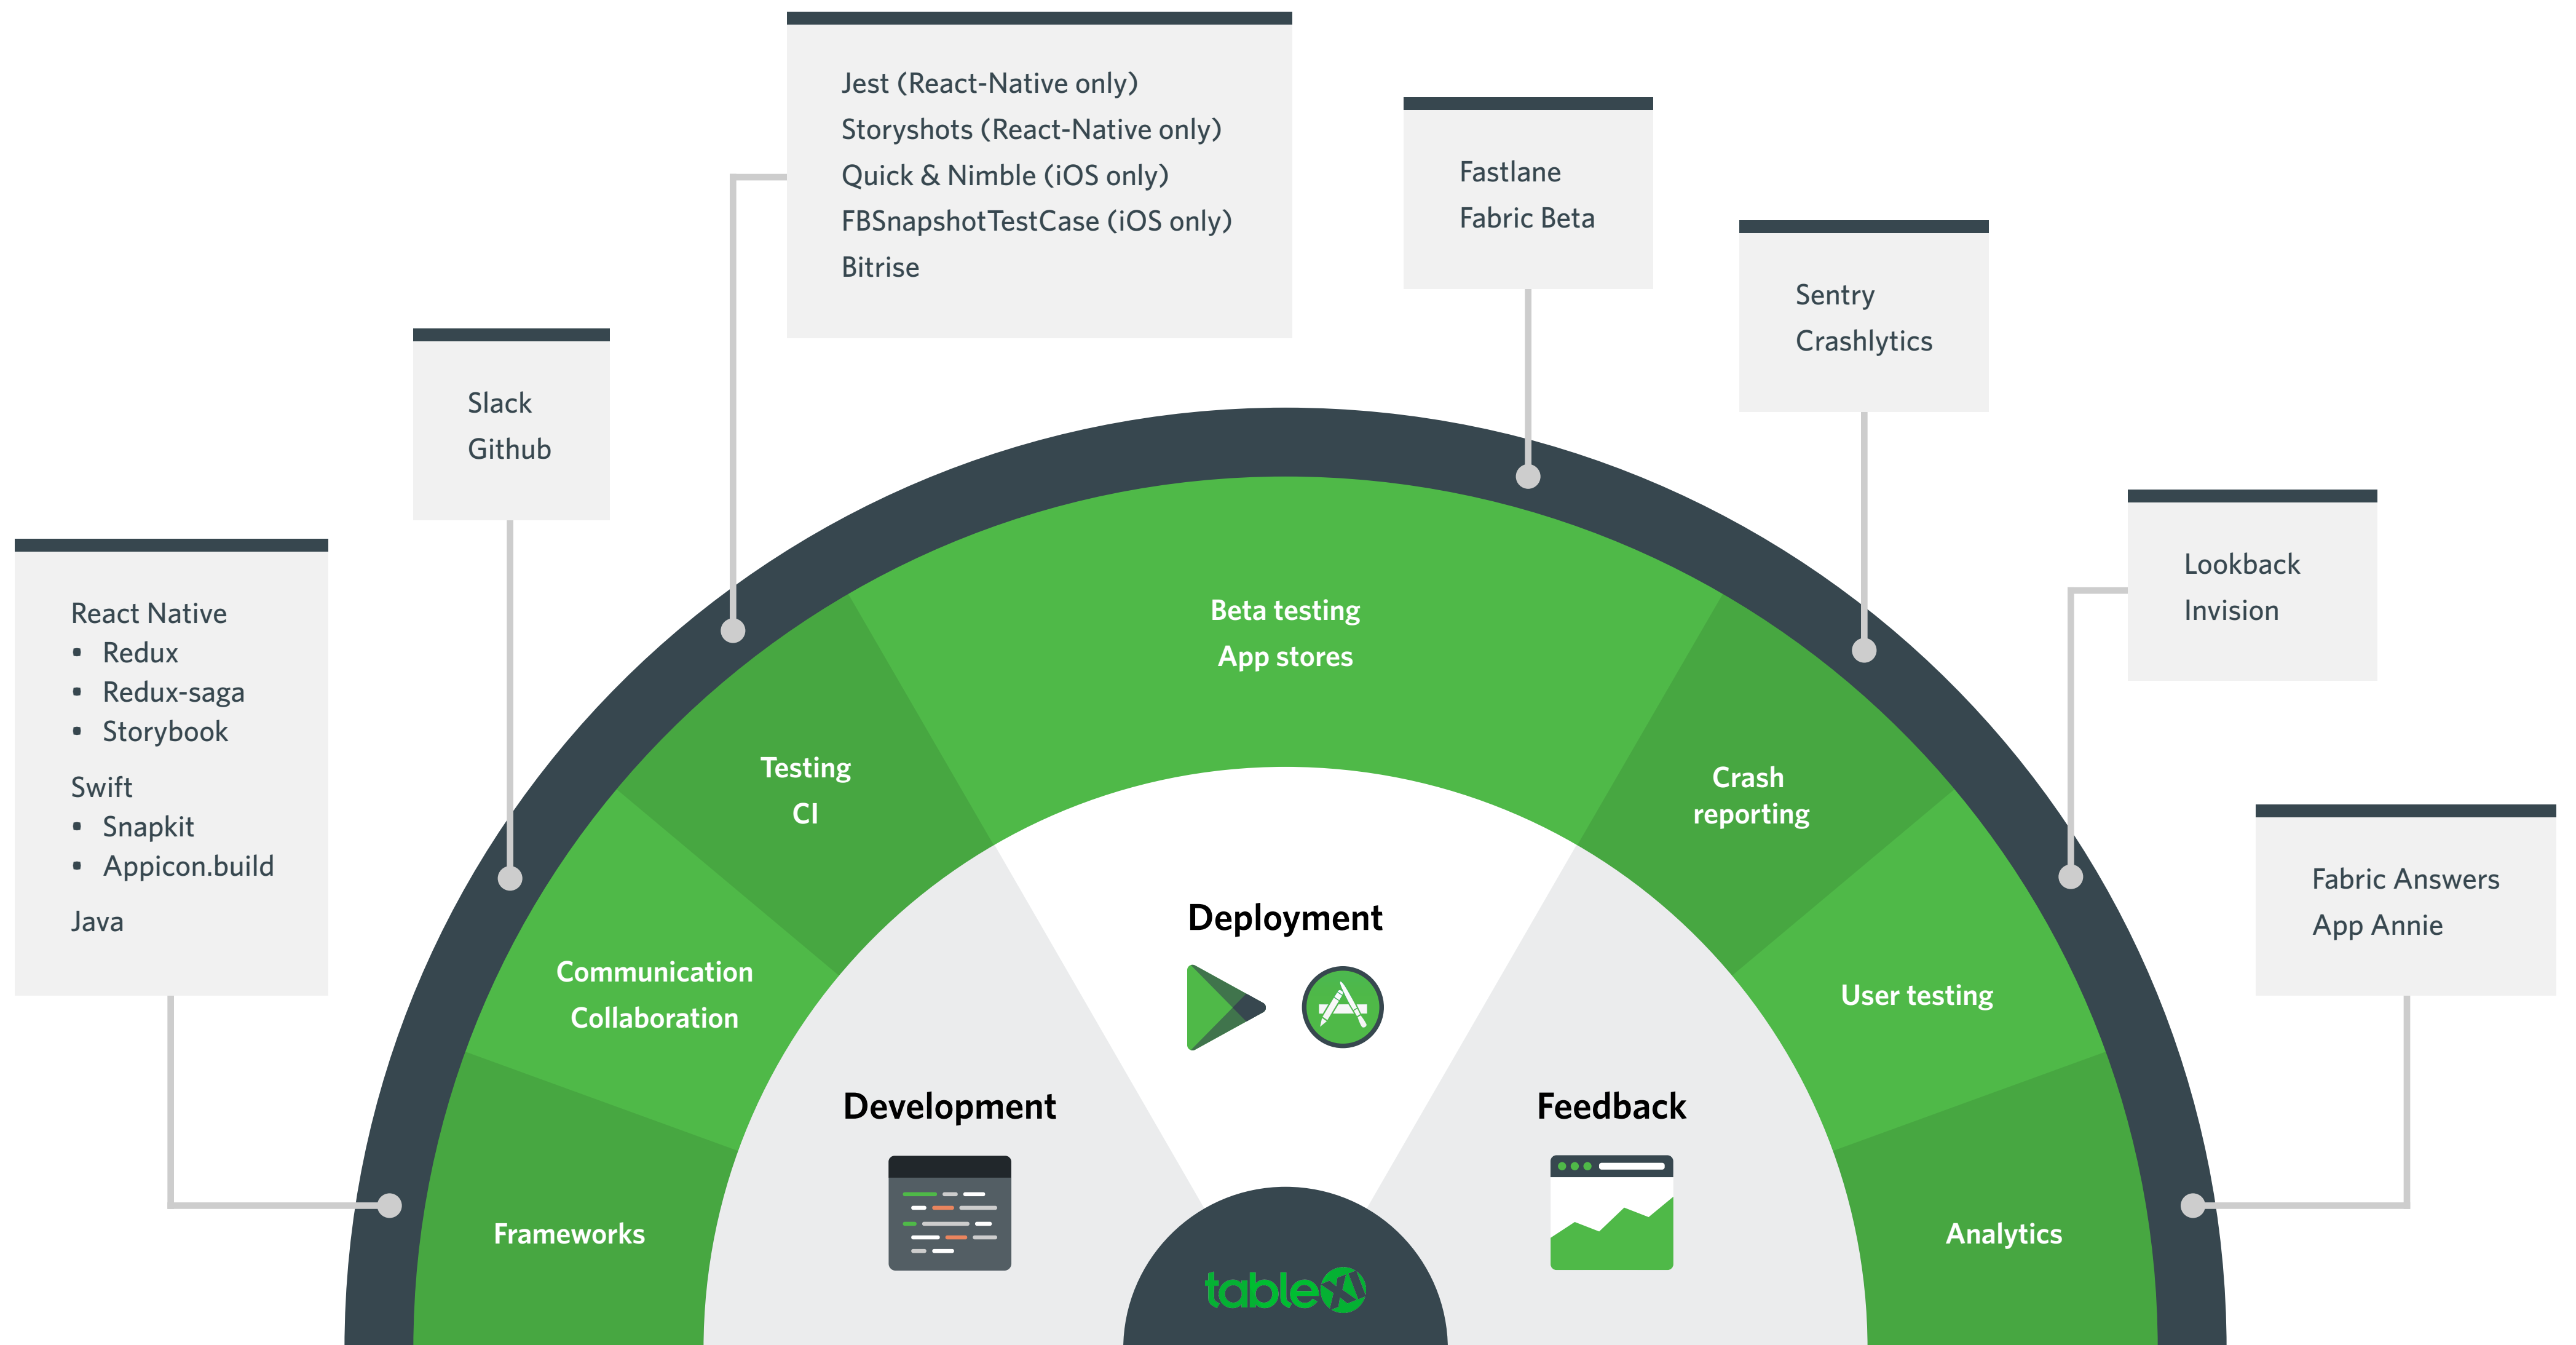 Jest (React-Native only)
Storyshots (React-Native only)
Quick & Nimble (iOS only)
FBSnapshotTestCase (iOS only)
Bitrise
Fastlane
Fabric Beta
Sentry
Crashlytics
Slack
Github
Lookback
Invision
React Native
▪ Redux
▪ Redux-saga
▪ Storybook
Swift
▪ Snapkit
▪ Appicon.build
Java
Fabric Answers
App Annie
Beta testing
App stores
Testing
CI
Crash
reporting
Communication
Collaboration
User testing
Frameworks
Analytics
Deployment
Development
Feedback
tableXI